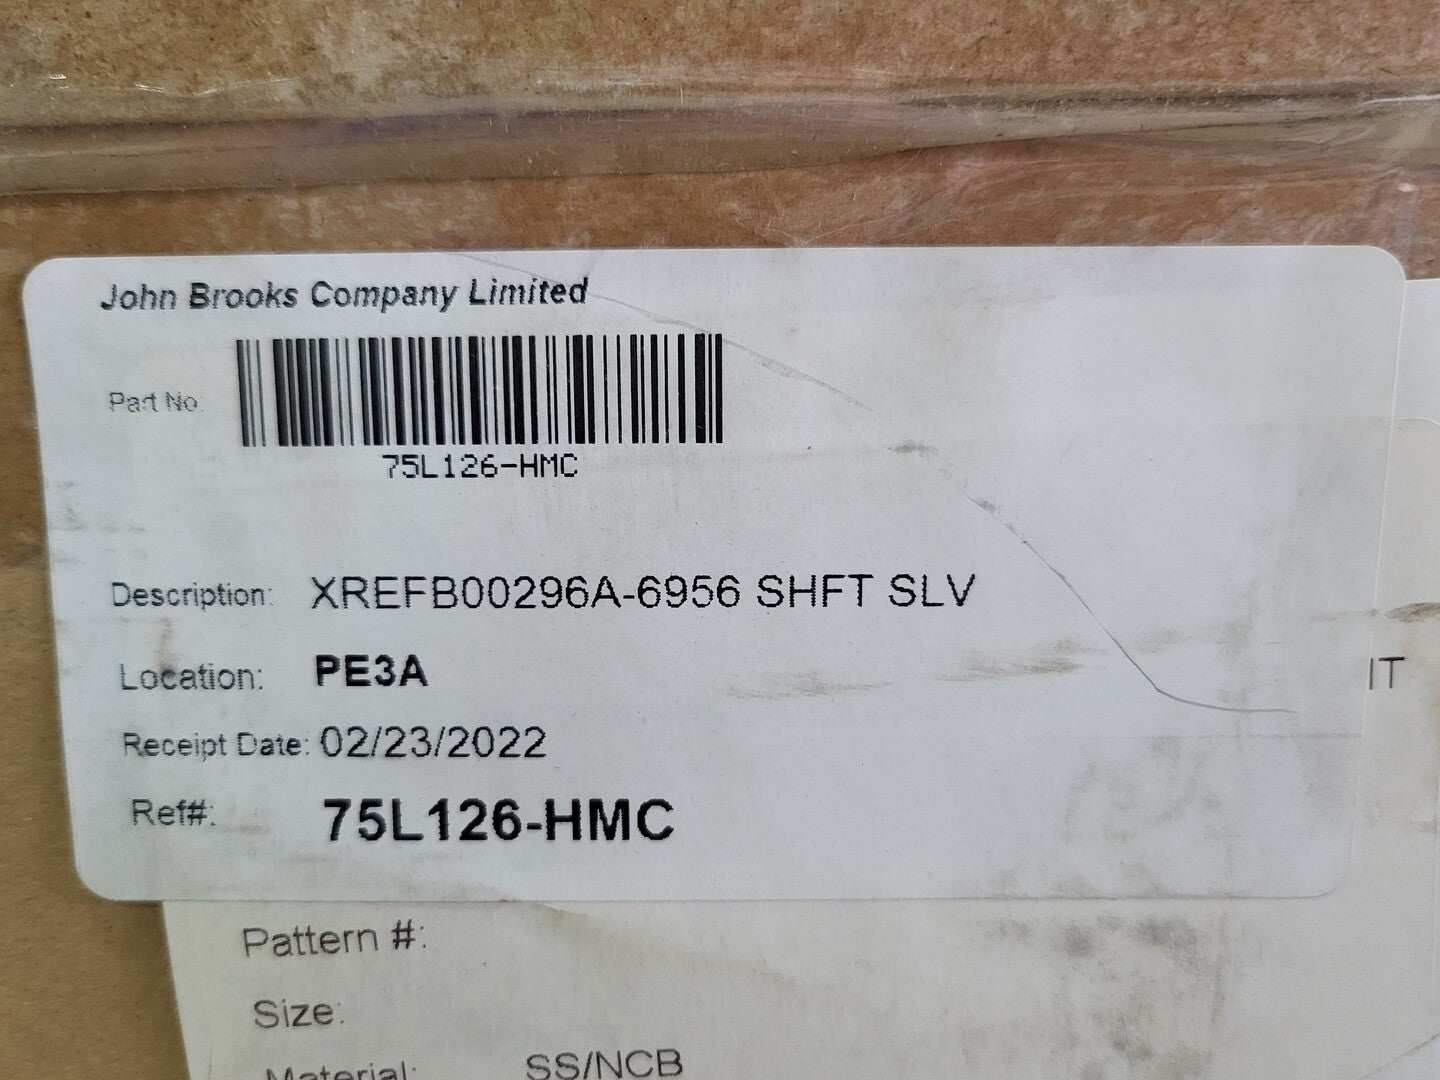 John Brooks Company Limited
Part No:
75L126-HMC
Description: XREFB00296A-6956 SHFT SLV
Location: PE3A
IT
Receipt Date: 02/23/2022
Ref#: 75L126-HMC
Pattern #:
Size:
Material: SS/NCB